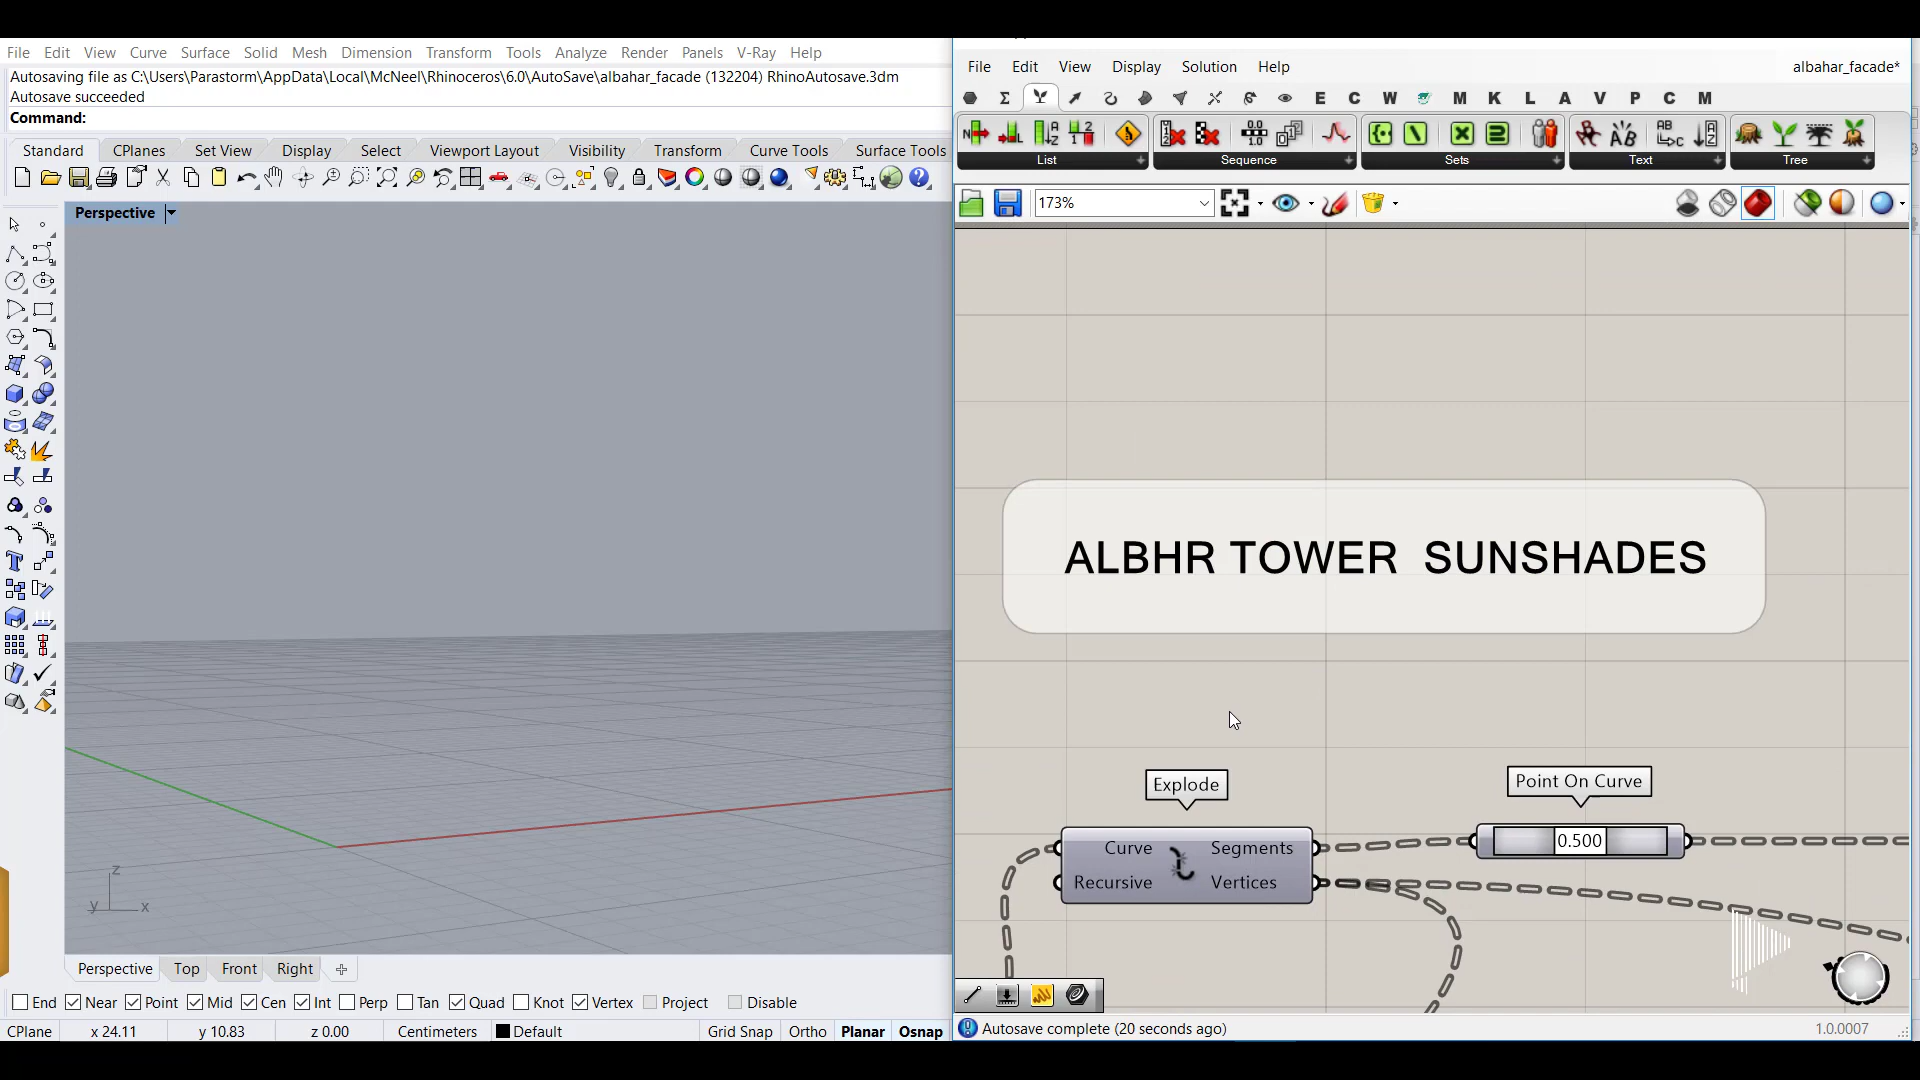 File Edit View Curve Surface Solid Mesh Dimension Transform Tools Analyze Render Panels V-Ray Help
Autosaving file as C:\Users\Parastorm\AppData\Local\McNeel\Rhinoceros\6.0\AutoSave\albahar_facade (132204) RhinoAutosave.3dm
Autosave succeeded
Command:
Standard CPlanes Set View Display Select Viewport Layout Visibility Transform Curve Tools Surface Tools
Perspective
z
y x
Perspective Top Front Right
End Near Point Mid Cen Int Perp Tan Quad Knot Vertex Project Disable
CPlane x 24.11 y 10.83 z 0.00 Centimeters Default Grid Snap Ortho Planar Osnap
File Edit View Display Solution Help albahar_facade*
E C W M K L A V P C M
List Sequence Sets Text Tree
173%
ALBHR TOWER SUNSHADES
Explode
Point On Curve
Curve Segments
Recursive Vertices
0.500
Autosave complete (20 seconds ago) 1.0.0007